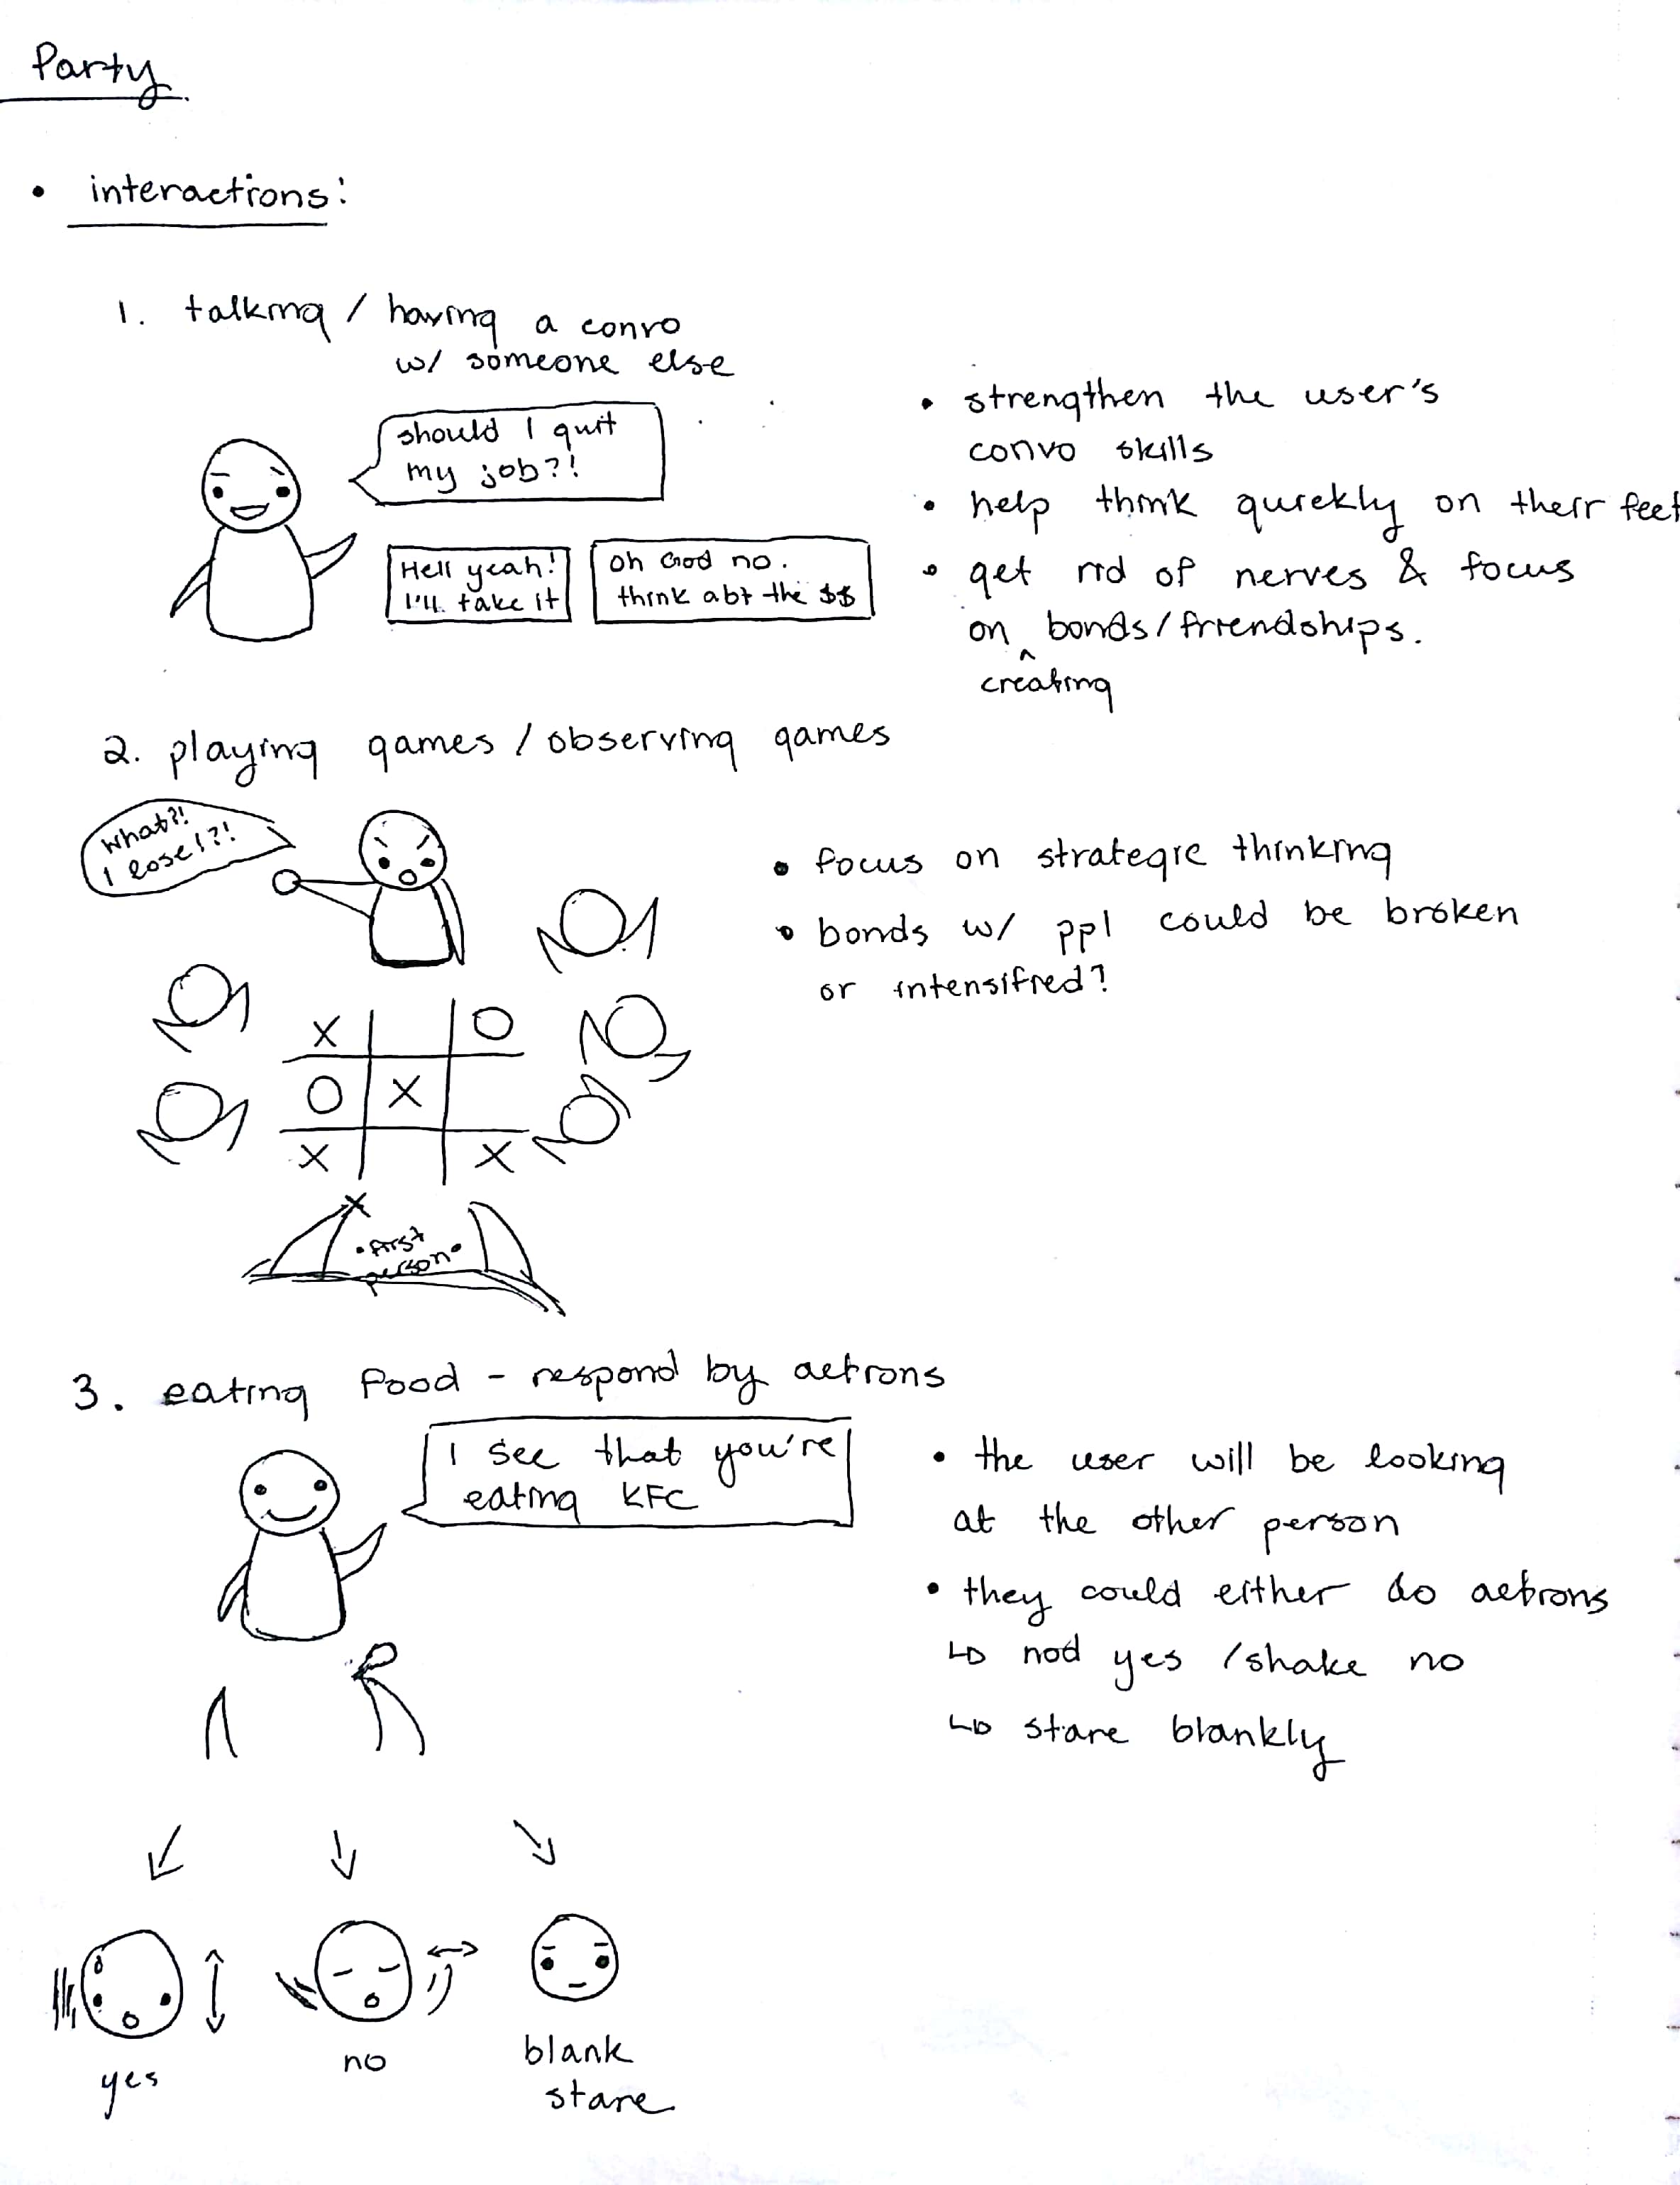 Party
• interactions:
1. talking / having a convo
w/ someone else
should I quit
my job?!
Hell yeah!
I'll take it
oh God no.
think abt the $$
• strengthen the user's
convo skills
• help think quickly on their feet
• get rid of nerves & focus
on ^ bonds/friendships.
creating
2. playing games / observing games
What?!
I lose!?!
X O
O X
X X
X
• first
person •
• focus on strategic thinking
• bonds w/ ppl could be broken
or intensified?
3. eating food - respond by actions
I see that you're
eating KFC
• the user will be looking
at the other person
• they could either do actions
↳ nod yes / shake no
↳ stare blankly
yes
no
blank
stare